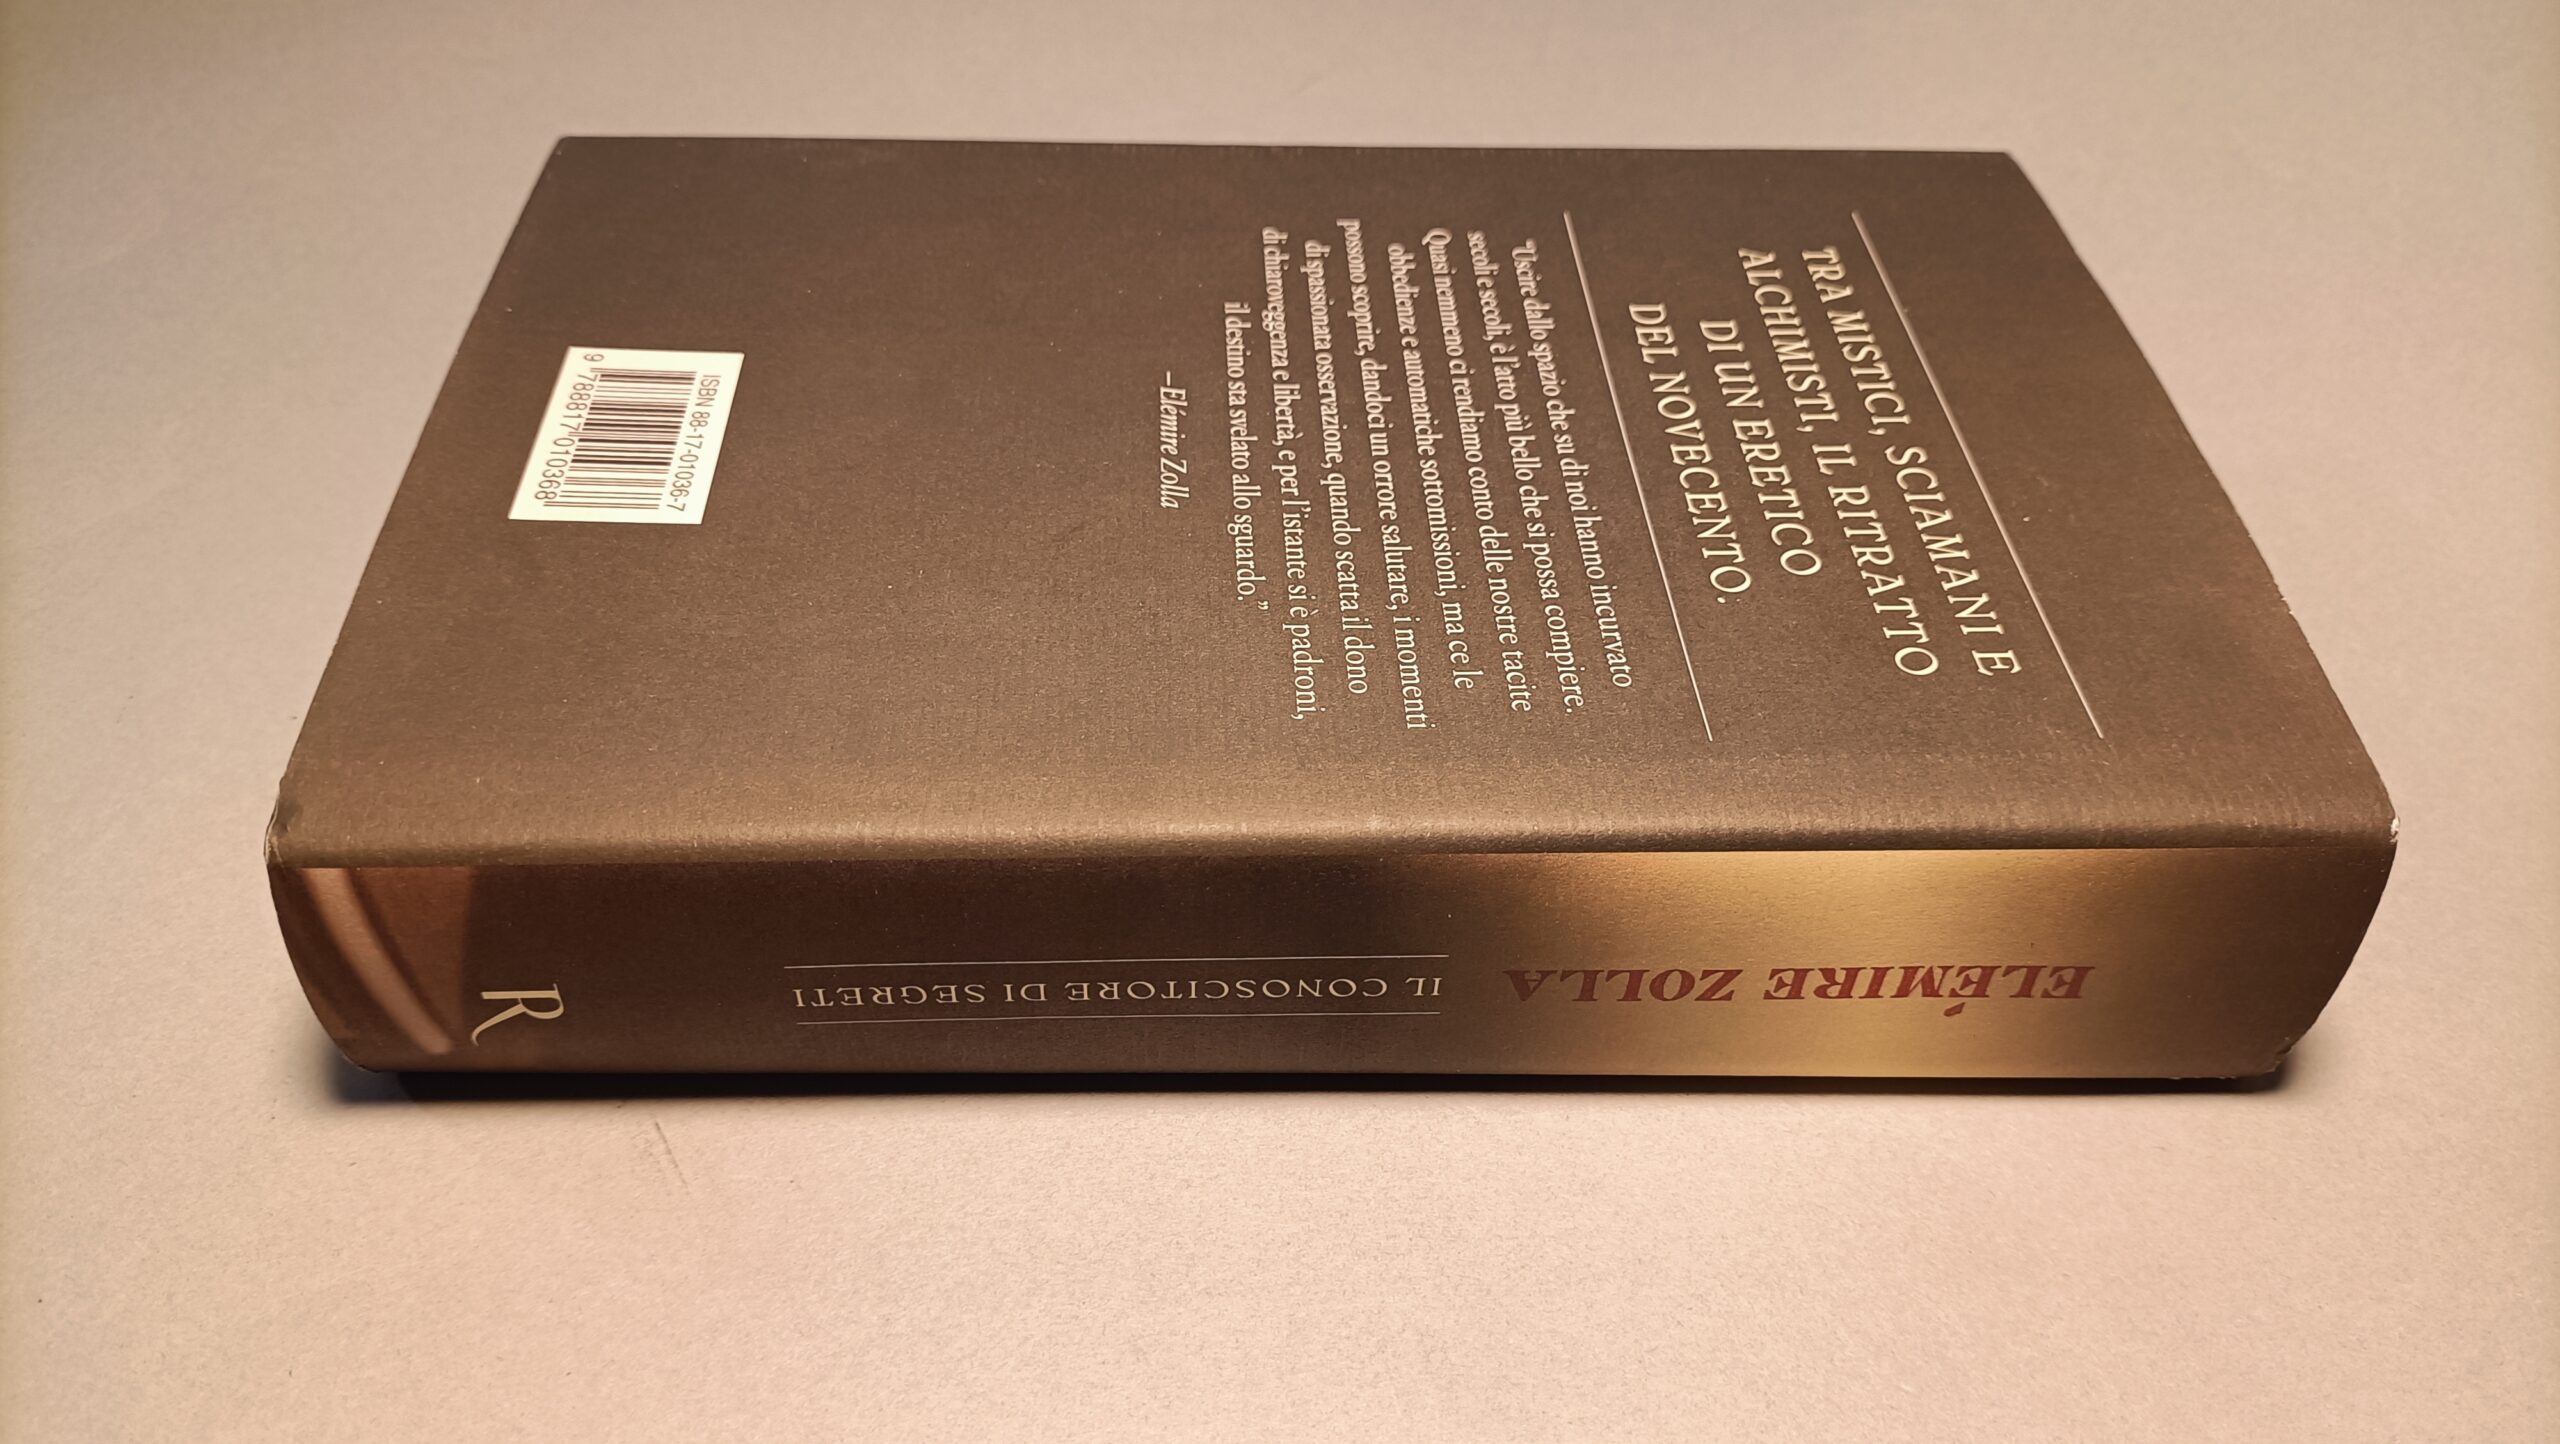 TRA MISTICI, SCIAMANI E
ALCHIMISTI, IL RITRATTO
DI UN ERETICO
DEL NOVECENTO.
"Uscire dallo spazio che su di noi hanno incurvato
secoli e secoli, è l'atto più bello che si possa compiere.
Quasi nemmeno ci rendiamo conto delle nostre tacite
obbedienze e automatiche sottomissioni, ma ce le
possono scoprire, dandoci un orrore salutare, i momenti
di spassionata osservazione, quando scatta il dono
di chiaroveggenza e libertà, e per l'istante si è padroni,
il destino sta svelato allo sguardo."
–Elémire Zolla
ISBN 88-17-01036-7
9 788817 010368
ELÉMIRE ZOLLA
IL CONOSCITORE DI SEGRETI
R